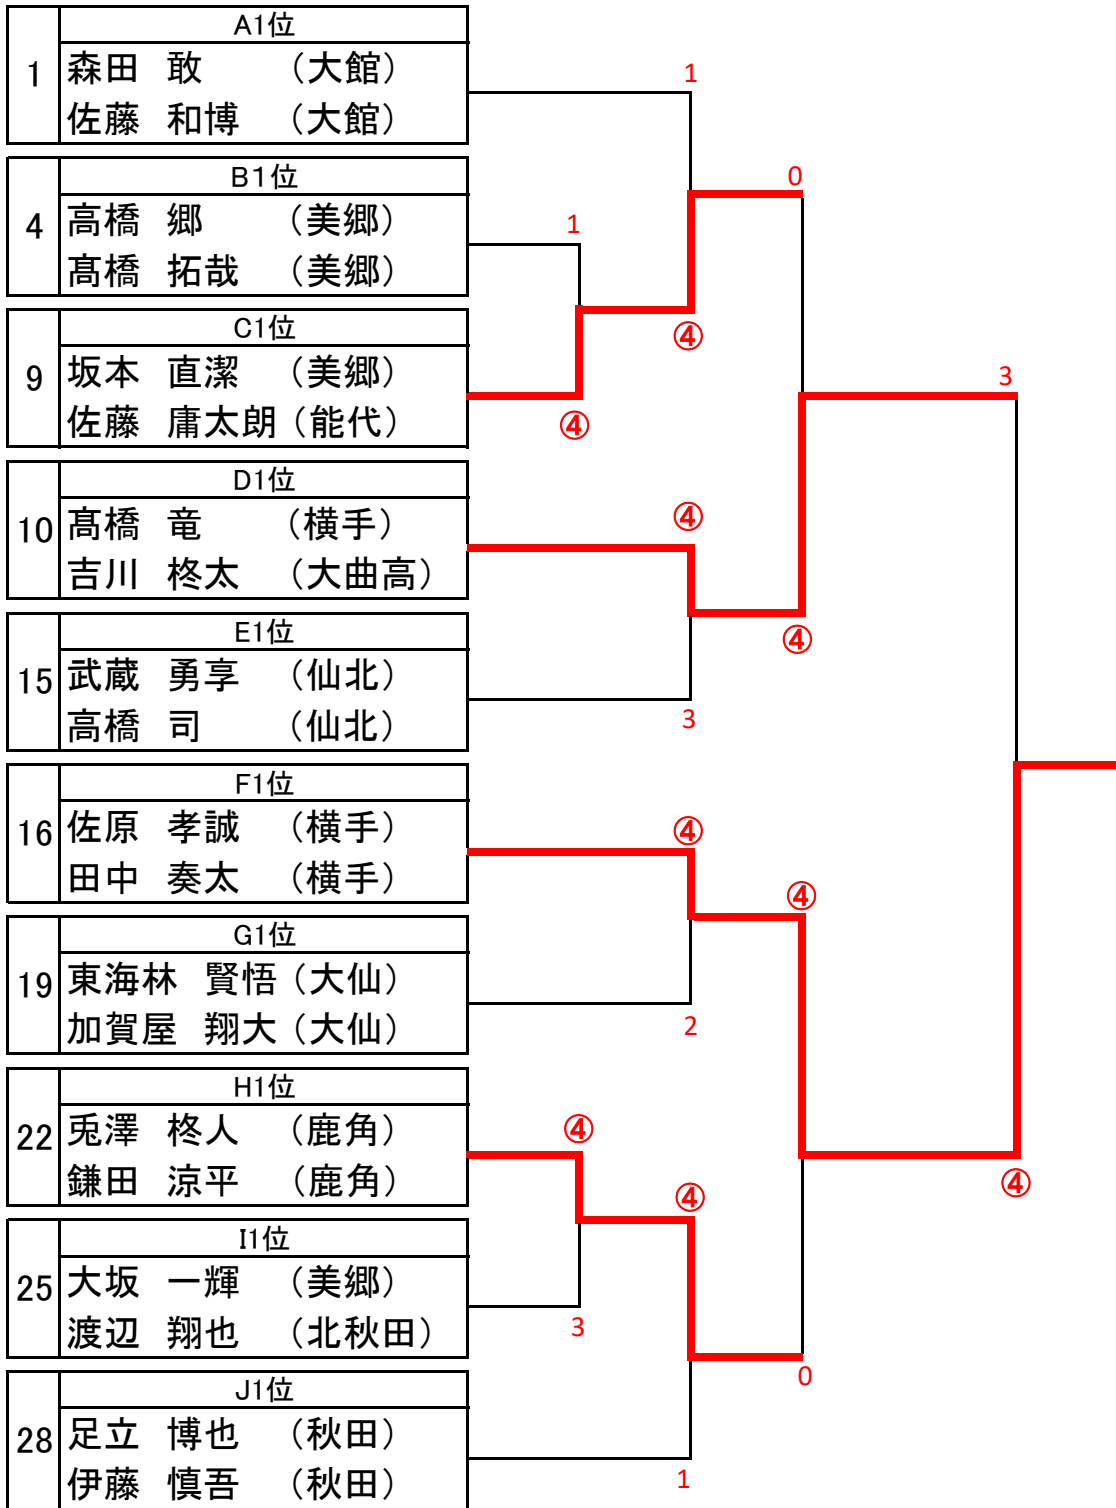 A1位
1
森田 敢 （大館）
佐藤 和博 （大館）
1
B1位
4
高橋 郷 （美郷）
髙橋 拓哉 （美郷）
1
0
C1位
9
坂本 直潔 （美郷）
佐藤 庸太朗（能代）
④
④
3
D1位
10
髙橋 竜 （横手）
吉川 柊太 （大曲高）
④
④
E1位
15
武蔵 勇享 （仙北）
高橋 司 （仙北）
3
F1位
16
佐原 孝誠 （横手）
田中 奏太 （横手）
④
④
G1位
19
東海林 賢悟（大仙）
加賀屋 翔大（大仙）
2
H1位
22
兎澤 柊人 （鹿角）
鎌田 涼平 （鹿角）
④
④
④
I1位
25
大坂 一輝 （美郷）
渡辺 翔也 （北秋田）
3
0
J1位
28
足立 博也 （秋田）
伊藤 慎吾 （秋田）
1